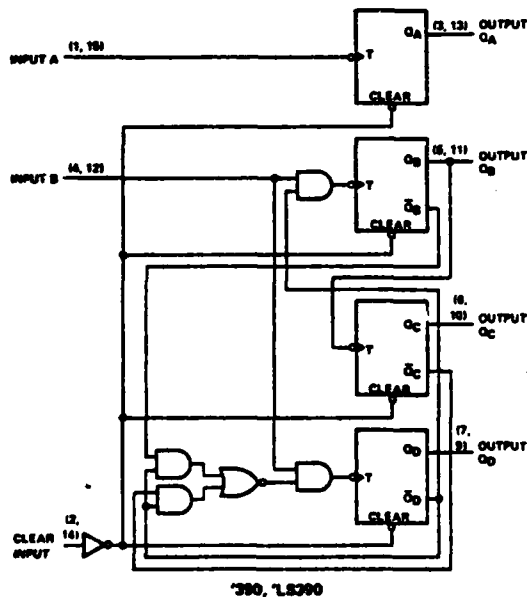 INPUT A
(1, 15)
T
QA
(3, 13)
OUTPUT
QA
CLEAR
INPUT B
(4, 12)
T
QB
(5, 11)
OUTPUT
QB
Q̅B
CLEAR
T
QC
(6,
10)
OUTPUT
QC
Q̅C
CLEAR
T
QD
(7,
9)
OUTPUT
QD
Q̅D
CLEAR
CLEAR
INPUT
(2,
14)
'390, 'LS390